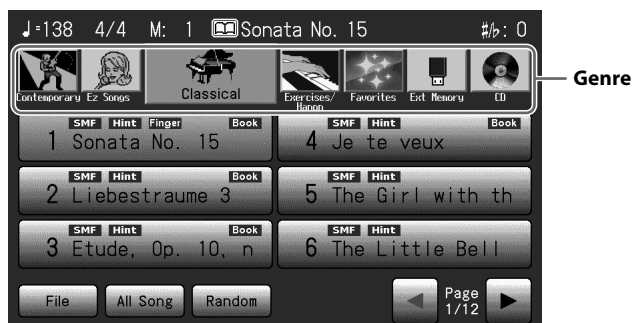 ♩=138 4/4 M: 1 Sonata No. 15 ♯/♭: 0
Genre
Contemporary Ez Songs Classical Exercises/ Favorites Ext Memory CD
Hanon
SMF Hint Finger Book
1 Sonata No. 15
SMF Hint Book
4 Je te veux
SMF Hint Book
2 Liebestraume 3
SMF Hint
5 The Girl with th
SMF Hint Book
3 Etude, Op. 10, n
SMF Hint
6 The Little Bell
File All Song Random
Page
1/12